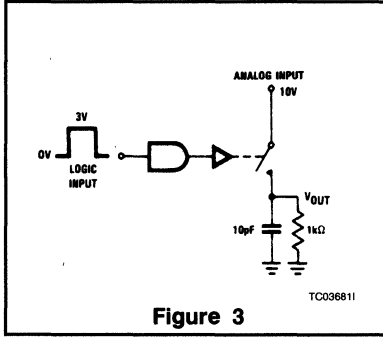 ANALOG INPUT
10V
3V
0V
LOGIC
INPUT
VOUT
10pF
1kΩ
TC03681I
Figure 3